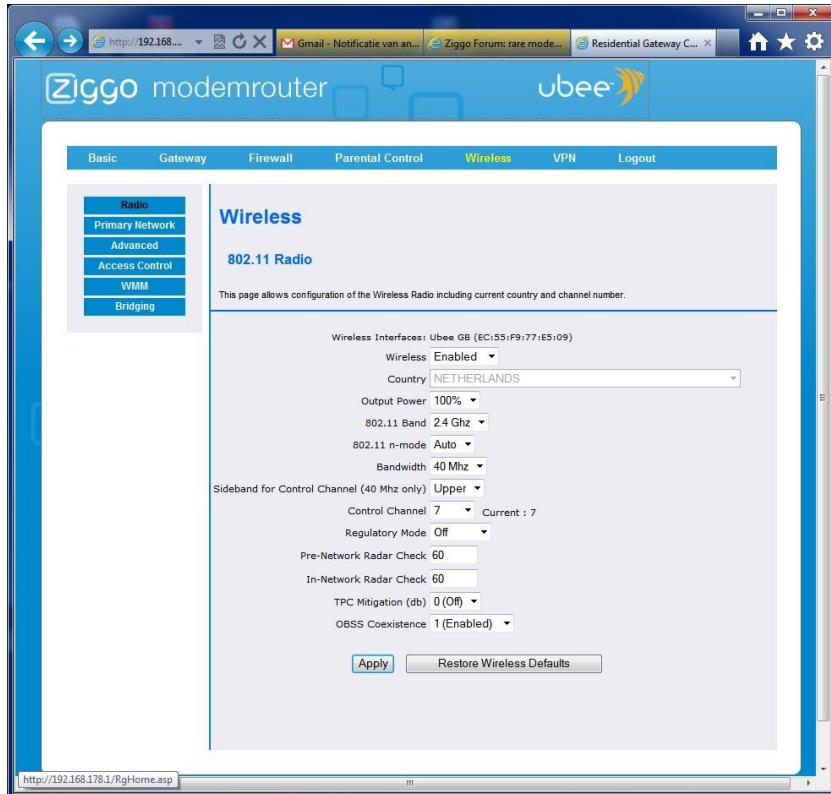 http://192.168....
Gmail - Notificatie van an...
Ziggo Forum: rare mode...
Residential Gateway C...
Ziggo modemrouter
ubee
Basic Gateway Firewall Parental Control Wireless VPN Logout
Radio
Primary Network
Advanced
Access Control
WMM
Bridging
Wireless
802.11 Radio
This page allows configuration of the Wireless Radio including current country and channel number.
Wireless Interfaces: Ubee GB (EC:55:F9:77:E5:09)
Wireless Enabled
Country NETHERLANDS
Output Power 100%
802.11 Band 2.4 Ghz
802.11 n-mode Auto
Bandwidth 40 Mhz
Sideband for Control Channel (40 Mhz only) Upper
Control Channel 7 Current : 7
Regulatory Mode Off
Pre-Network Radar Check 60
In-Network Radar Check 60
TPC Mitigation (db) 0 (Off)
OBSS Coexistence 1 (Enabled)
Apply Restore Wireless Defaults
http://192.168.178.1/RgHome.asp